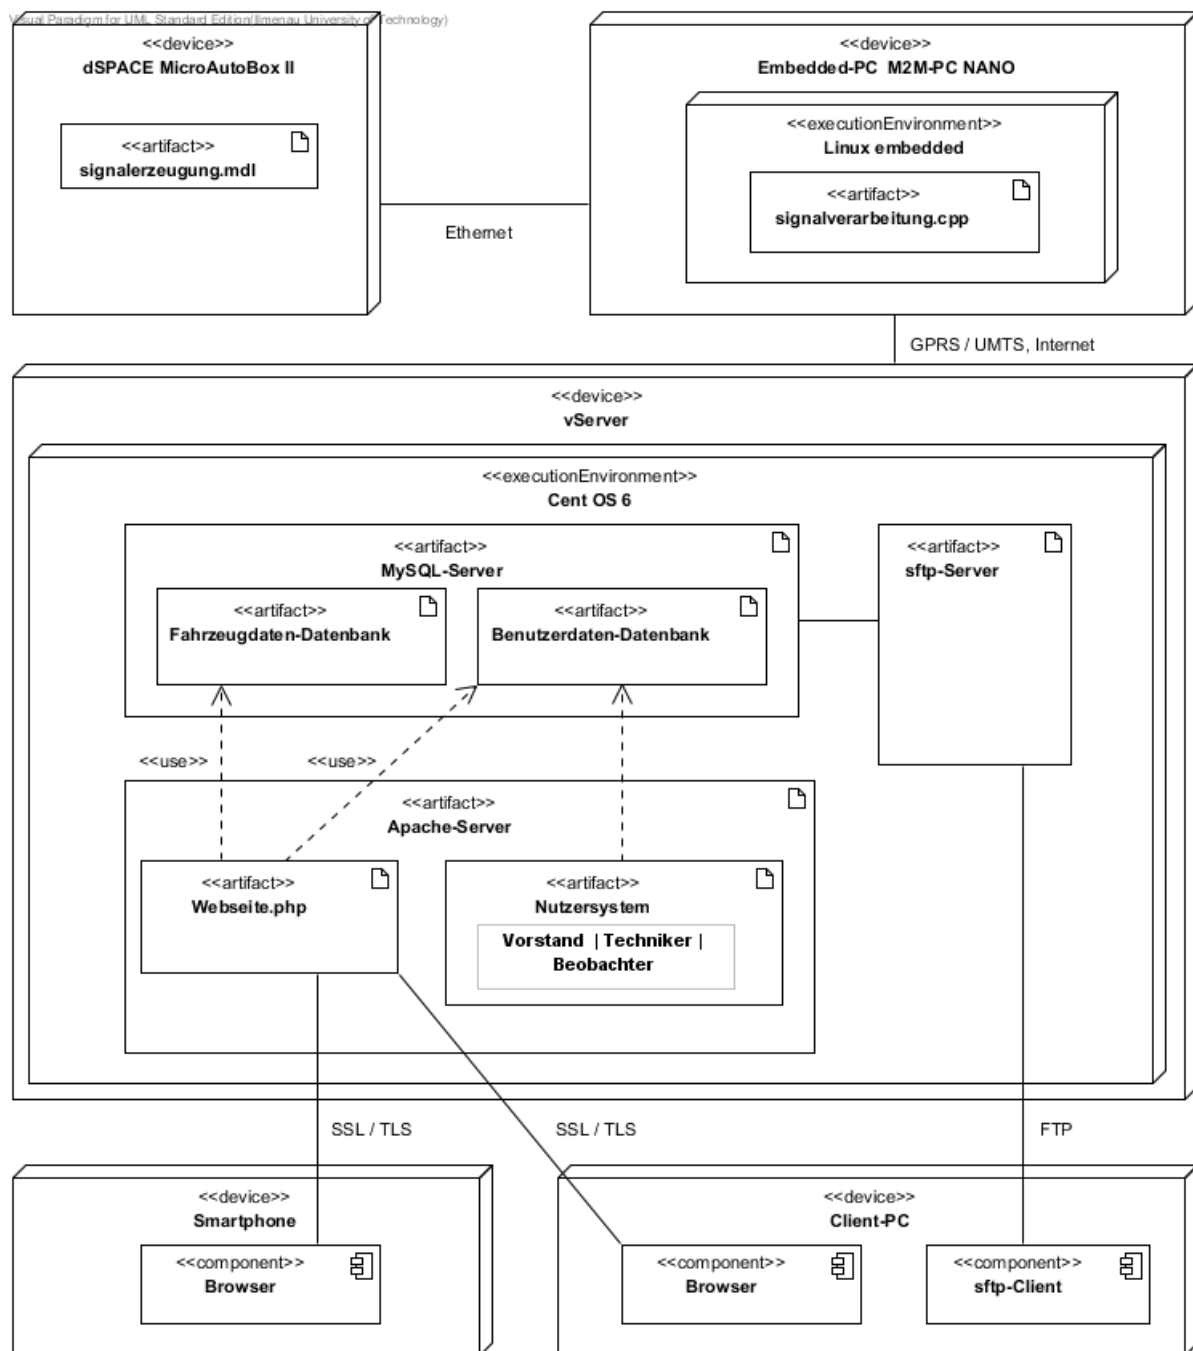 Visual Paradigm for UML Standard Edition(Ilmenau University of Technology)
<<device>>
dSPACE MicroAutoBox II
<<artifact>>
signalerzeugung.mdl
Ethernet
<<device>>
Embedded-PC M2M-PC NANO
<<executionEnvironment>>
Linux embedded
<<artifact>>
signalverarbeitung.cpp
GPRS / UMTS, Internet
<<device>>
vServer
<<executionEnvironment>>
Cent OS 6
<<artifact>>
MySQL-Server
<<artifact>>
Fahrzeugdaten-Datenbank
<<artifact>>
Benutzerdaten-Datenbank
<<artifact>>
sftp-Server
<<use>>
<<use>>
<<artifact>>
Apache-Server
<<artifact>>
Webseite.php
<<artifact>>
Nutzersystem
Vorstand | Techniker |
Beobachter
SSL / TLS
SSL / TLS
FTP
<<device>>
Smartphone
<<component>>
Browser
<<device>>
Client-PC
<<component>>
Browser
<<component>>
sftp-Client